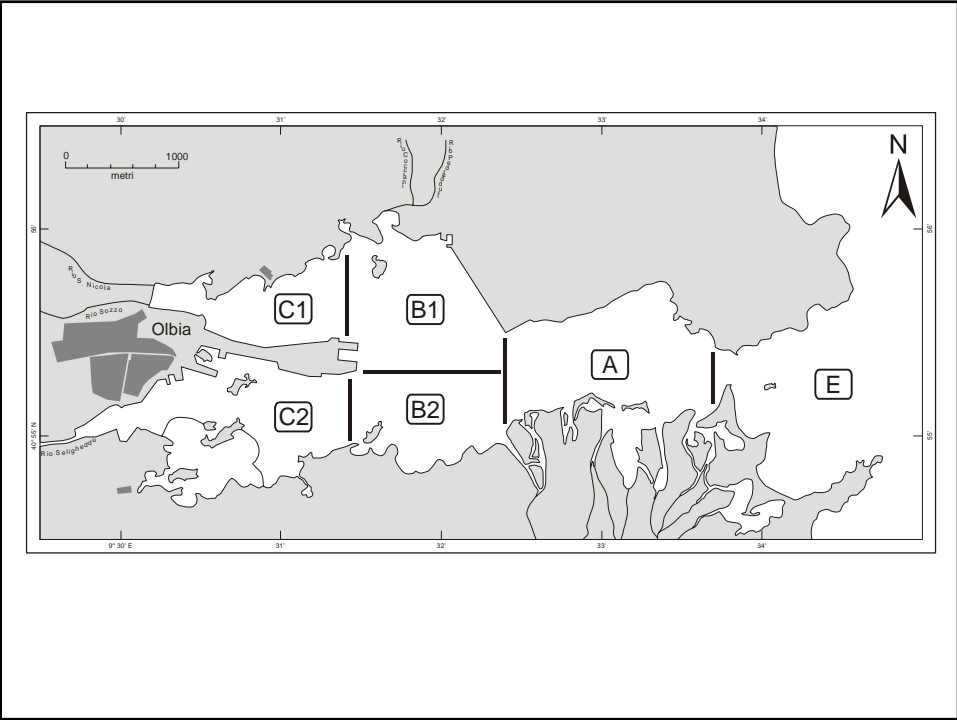 30' 31' 32' 33' 34'
0 1000
metri
N
56' 56'
Rio S. Nicola
Rio Sozzo
Olbia
C1
B1
A
E
C2
B2
40° 55' N 55'
Rio Seligheddu
9° 30' E 31' 32' 33' 34'